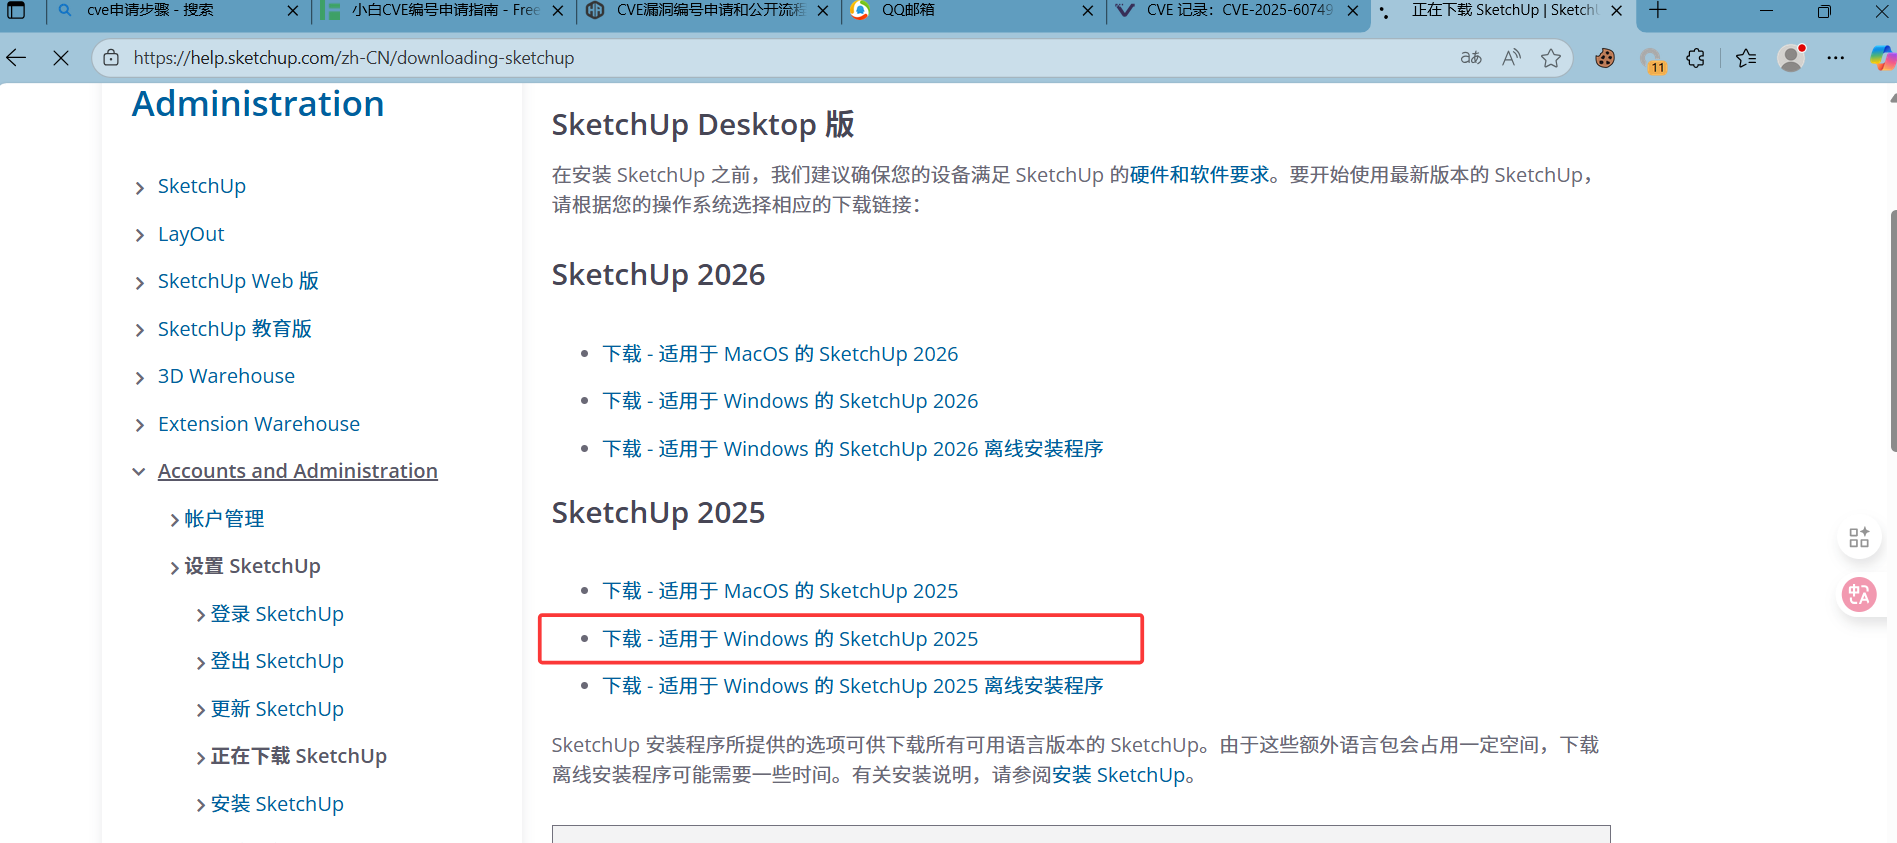 cve申请步骤 - 搜索
小白CVE编号申请指南 - Free
CVE漏洞编号申请和公开流程
QQ邮箱
CVE 记录：CVE-2025-60749
正在下载 SketchUp | Sketch
https://help.sketchup.com/zh-CN/downloading-sketchup
11
Administration
SketchUp
LayOut
SketchUp Web 版
SketchUp 教育版
3D Warehouse
Extension Warehouse
Accounts and Administration
帐户管理
设置 SketchUp
登录 SketchUp
登出 SketchUp
更新 SketchUp
正在下载 SketchUp
安装 SketchUp
SketchUp Desktop 版
在安装 SketchUp 之前，我们建议确保您的设备满足 SketchUp 的硬件和软件要求。要开始使用最新版本的 SketchUp，
请根据您的操作系统选择相应的下载链接：
SketchUp 2026
下载 - 适用于 MacOS 的 SketchUp 2026
下载 - 适用于 Windows 的 SketchUp 2026
下载 - 适用于 Windows 的 SketchUp 2026 离线安装程序
SketchUp 2025
下载 - 适用于 MacOS 的 SketchUp 2025
下载 - 适用于 Windows 的 SketchUp 2025
下载 - 适用于 Windows 的 SketchUp 2025 离线安装程序
SketchUp 安装程序所提供的选项可供下载所有可用语言版本的 SketchUp。由于这些额外语言包会占用一定空间，下载
离线安装程序可能需要一些时间。有关安装说明，请参阅安装 SketchUp。